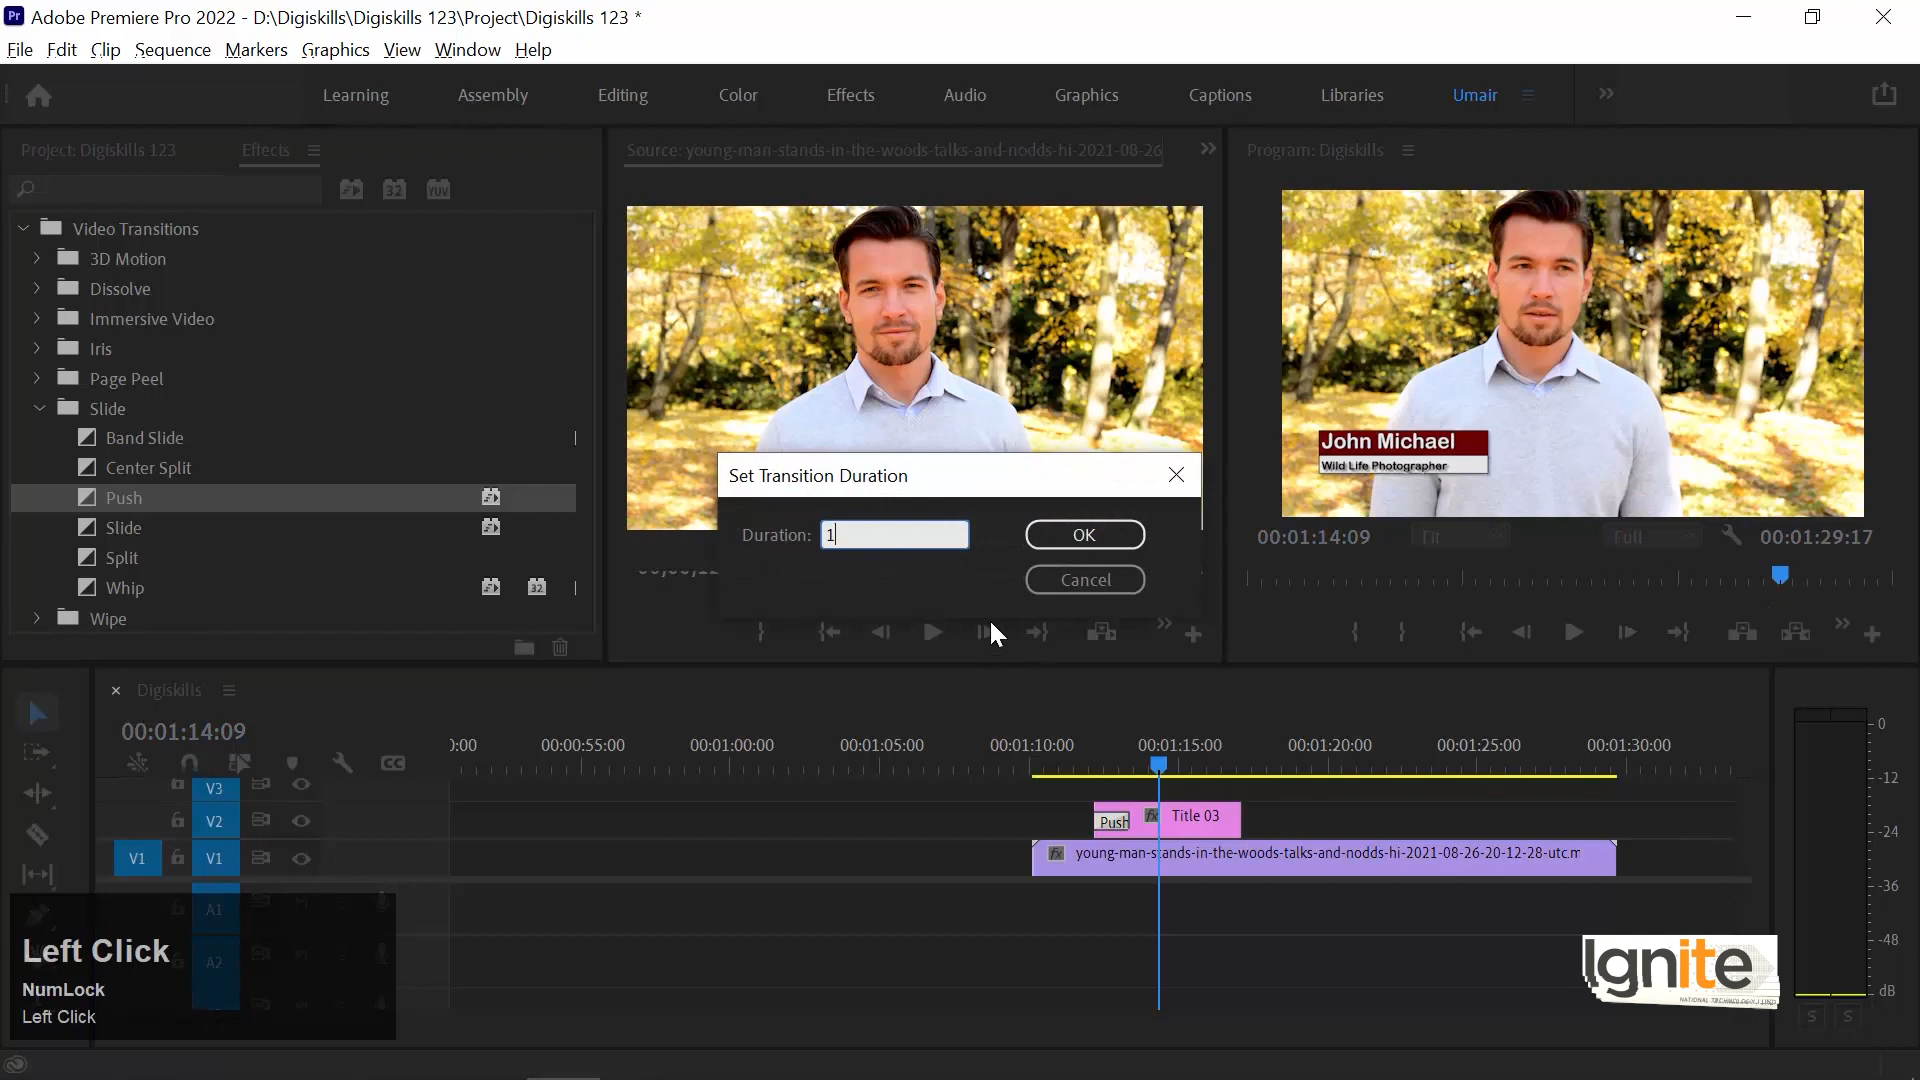 Adobe Premiere Pro 2022 - D:\Digiskills\Digiskills 123\Project\Digiskills 123 *
File Edit Clip Sequence Markers Graphics View Window Help
Learning Assembly Editing Color Effects Audio Graphics Captions Libraries Umair
Project: Digiskills 123 Effects
Source: young-man-stands-in-the-woods-talks-and-nodds-hi-2021-08-26
Program: Digiskills
32 YUV
Video Transitions
3D Motion
Dissolve
Immersive Video
Iris
Page Peel
Slide
Band Slide
Center Split
Push
Slide
Split
Whip 32
Wipe
John Michael
Wild Life Photographer
Set Transition Duration
Duration: 1 OK
Cancel
00:01:14:09 Fit Full 00:01:29:17
Digiskills
00:01:14:09
:00 00:00:55:00 00:01:00:00 00:01:05:00 00:01:10:00 00:01:15:00 00:01:20:00 00:01:25:00 00:01:30:00
V3
V2 Push fx Title 03
V1 V1 fx young-man-stands-in-the-woods-talks-and-nodds-hi-2021-08-26-20-12-28-utc.m
A1 M
A2
0
-12
-24
-36
-48
dB
S S
Left Click
NumLock
Left Click
Ignite